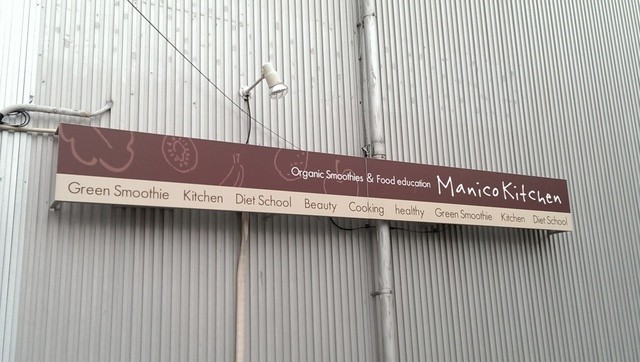 Organic Smoothies & Food education Manico Kitchen
Green Smoothie Kitchen Diet School Beauty Cooking healthy Green Smoothie Kitchen Diet School